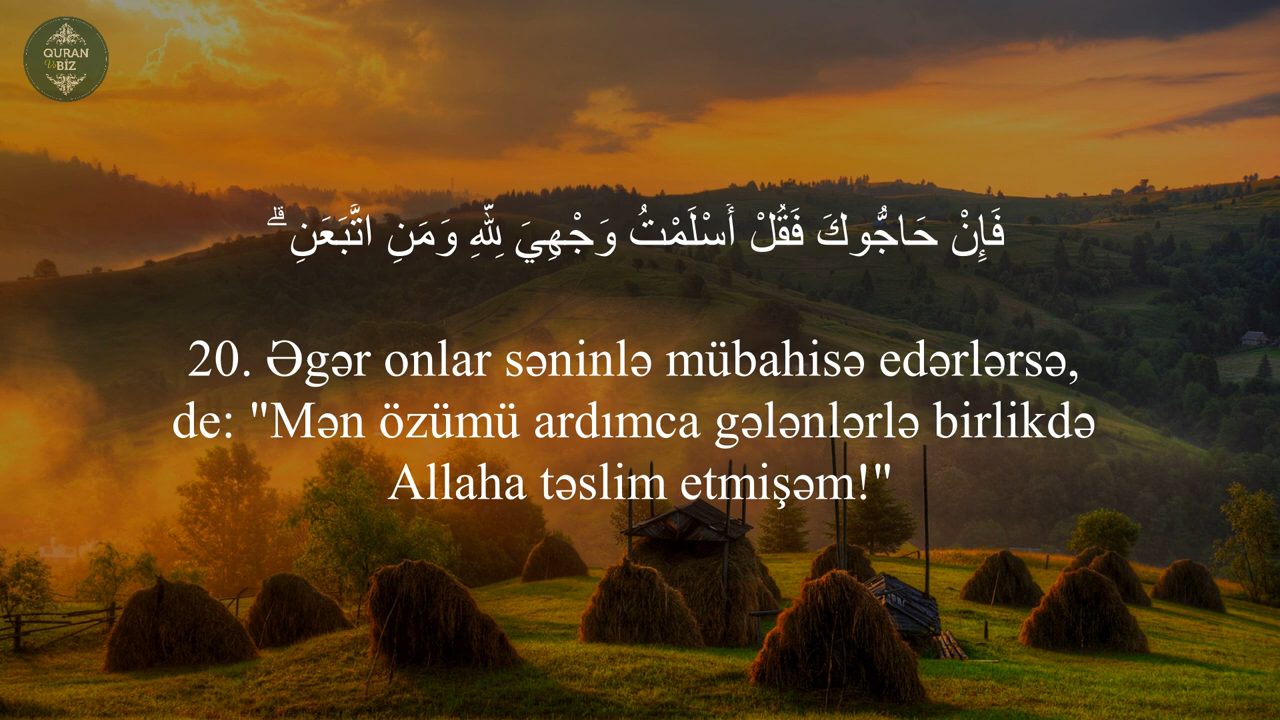 QURAN
Və BİZ
فَإِنْ حَاجُّوكَ فَقُلْ أَسْلَمْتُ وَجْهِيَ لِلَّهِ وَمَنِ اتَّبَعَنِ ۗ
20. Əgər onlar səninlə mübahisə edərlərsə,
de: "Mən özümü ardımca gələnlərlə birlikdə
Allaha təslim etmişəm!"